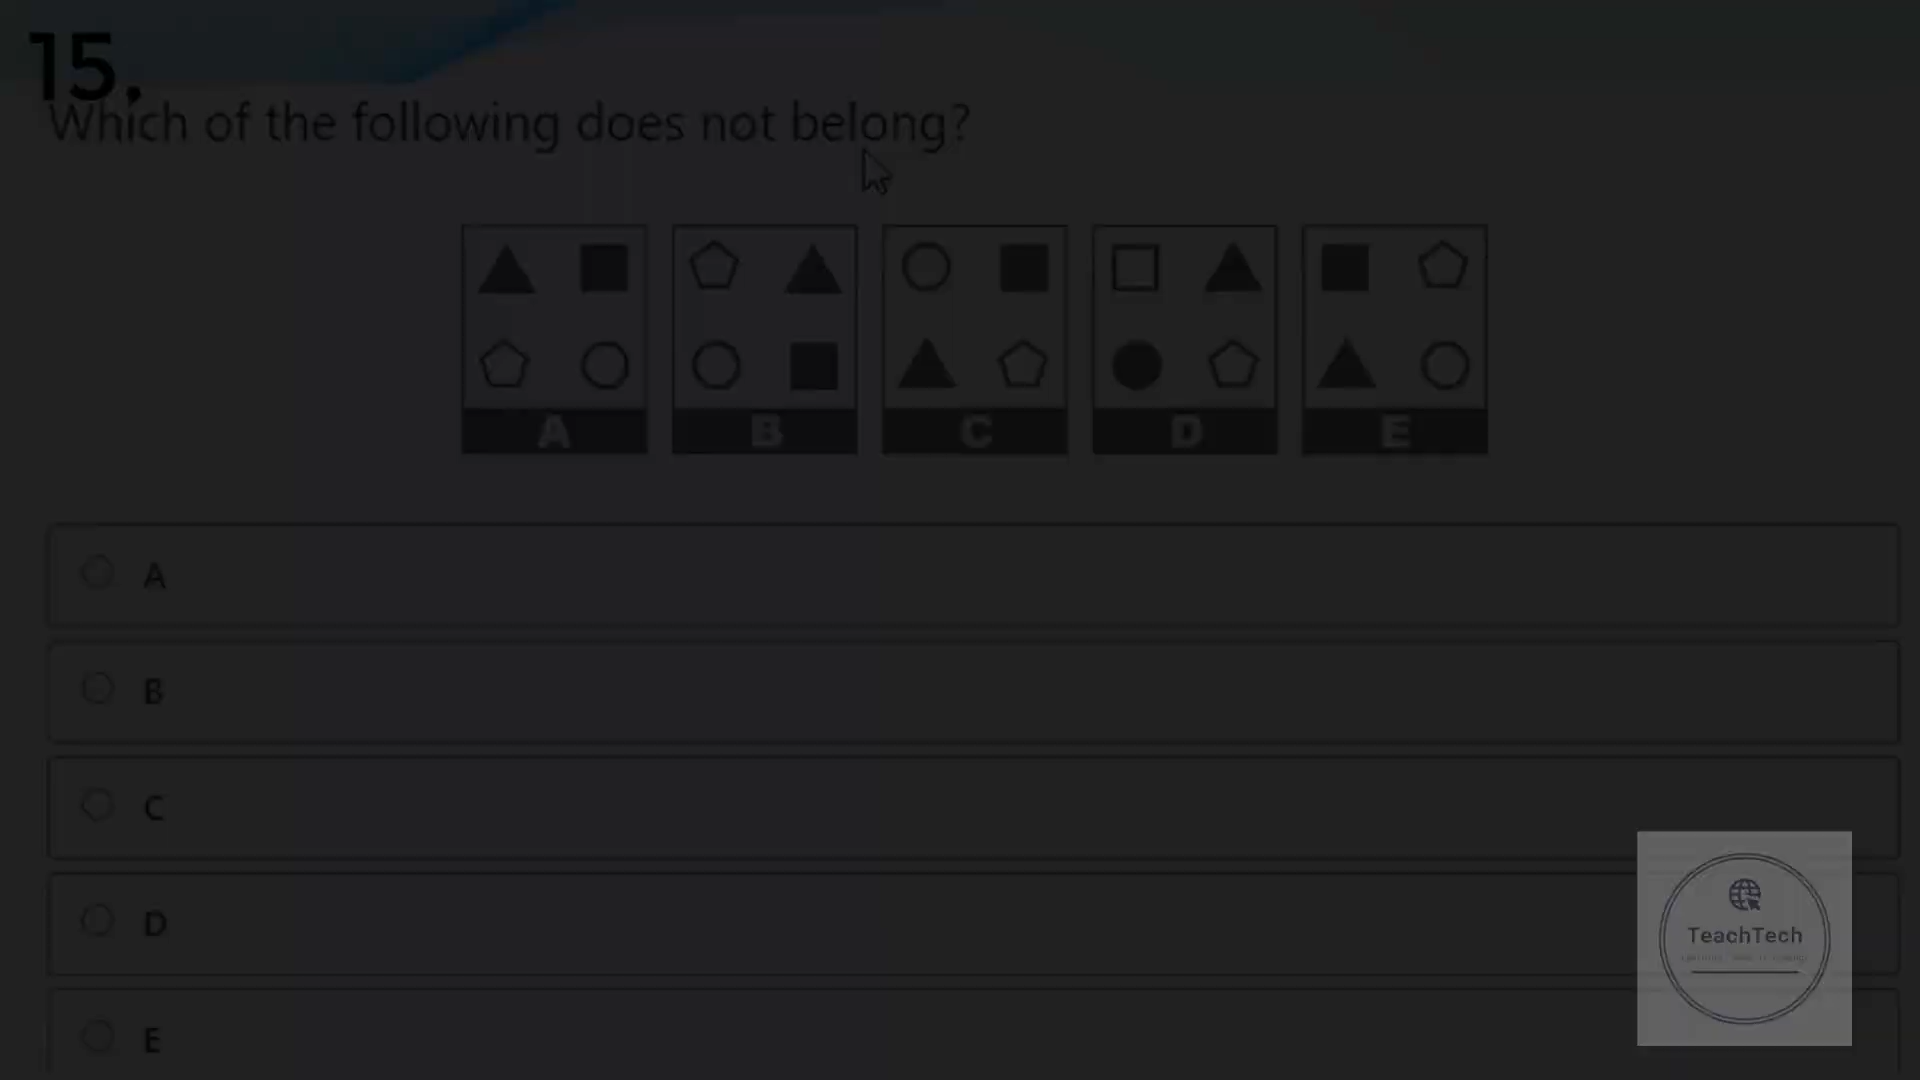 15.
Which of the following does not belong?
A B C D E
A
B
C
D
E
TeachTech